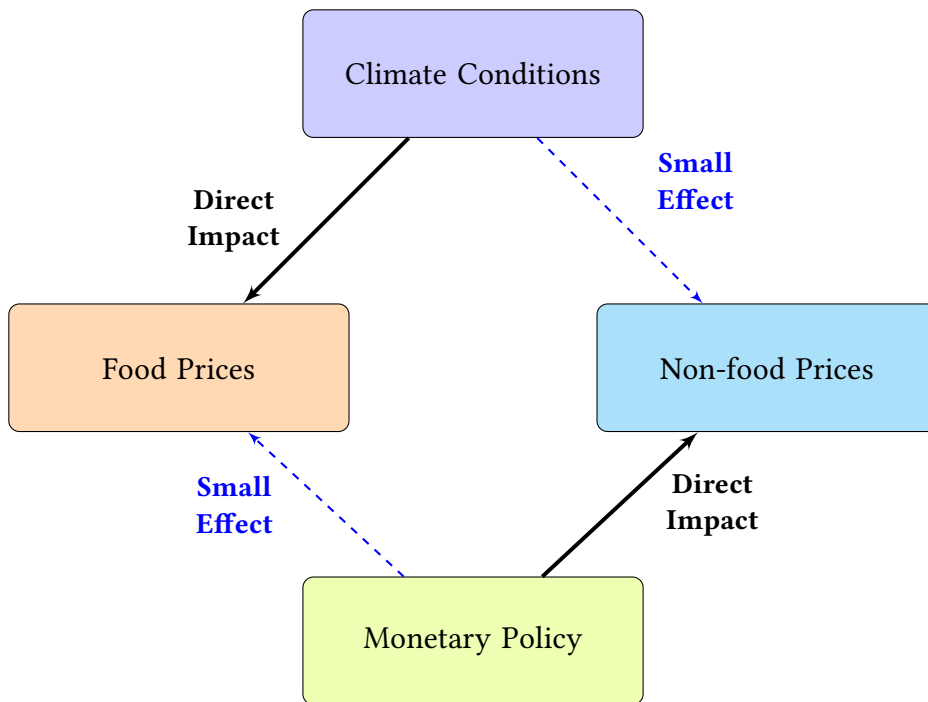 Climate Conditions
Small
Effect
Direct
Impact
Food Prices
Non-food Prices
Small
Effect
Direct
Impact
Monetary Policy